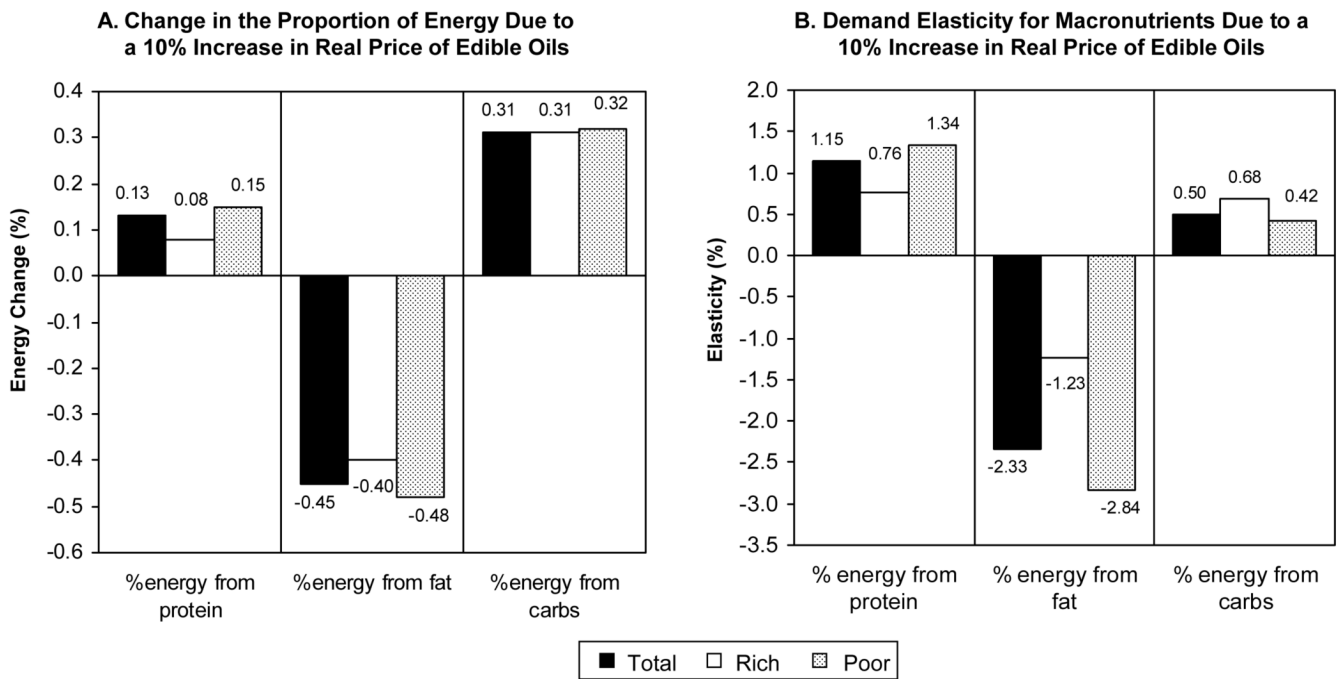 A. Change in the Proportion of Energy Due to
a 10% Increase in Real Price of Edible Oils
0.4
0.3
0.2
0.1
0.0
-0.1
-0.2
-0.3
-0.4
-0.5
-0.6
Energy Change (%)
0.13
0.08
0.15
-0.45
-0.40
-0.48
0.31
0.31
0.32
%energy from
protein
%energy from fat
%energy from
carbs
B. Demand Elasticity for Macronutrients Due to a
10% Increase in Real Price of Edible Oils
2.0
1.5
1.0
0.5
0.0
-0.5
-1.0
-1.5
-2.0
-2.5
-3.0
-3.5
Elasticity (%)
1.15
0.76
1.34
-2.33
-1.23
-2.84
0.50
0.68
0.42
% energy from
protein
% energy from
fat
% energy from
carbs
Total
Rich
Poor